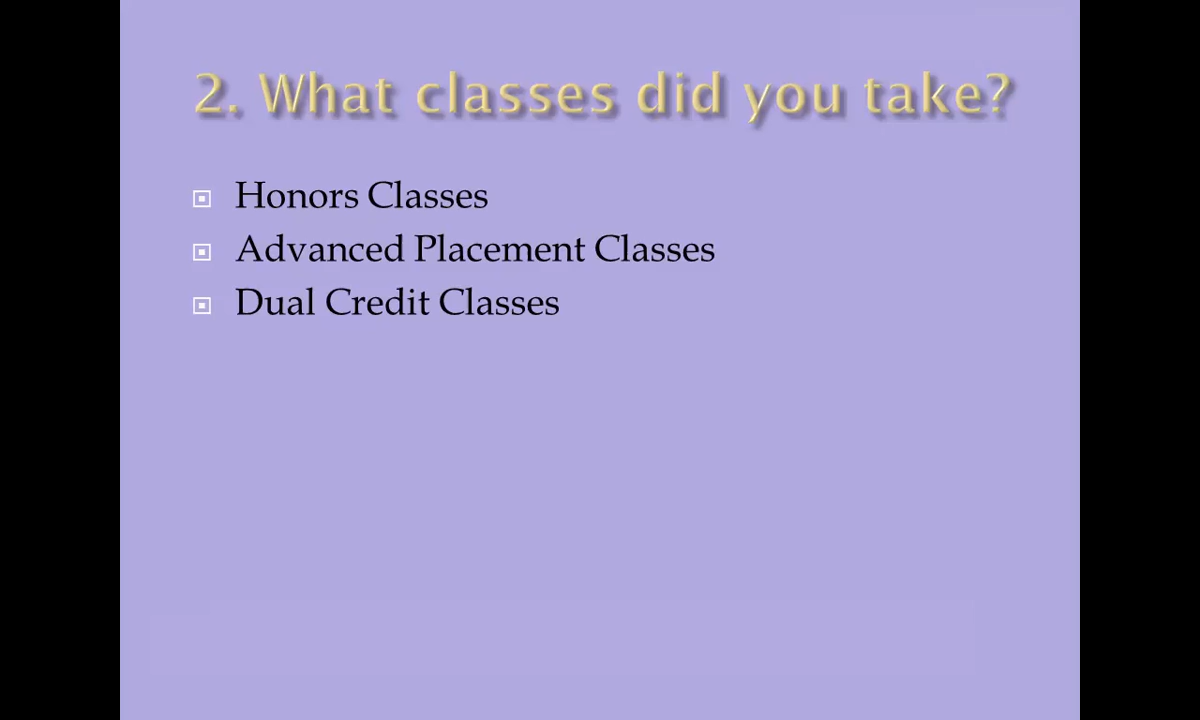 2. What classes did you take?
Honors Classes
Advanced Placement Classes
Dual Credit Classes